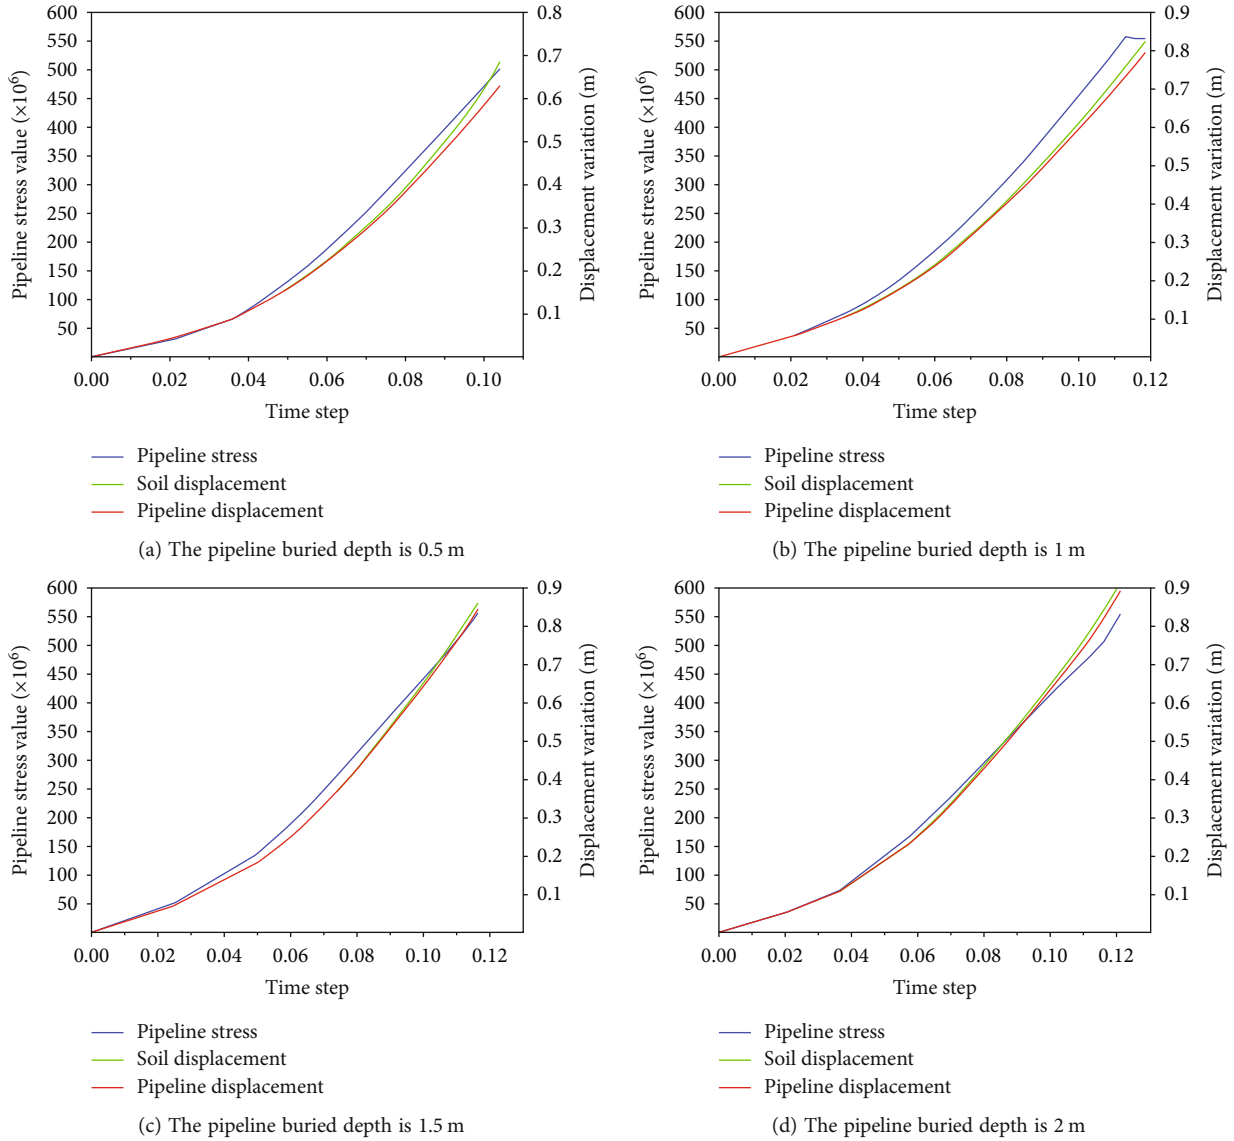 600
550
500
450
400
350
300
250
200
150
100
50
Pipeline stress value (×10⁶)
0.8
0.7
0.6
0.5
0.4
0.3
0.2
0.1
Displacement variation (m)
0.00 0.02 0.04 0.06 0.08 0.10
Time step
Pipeline stress
Soil displacement
Pipeline displacement
(a) The pipeline buried depth is 0.5 m
600
550
500
450
400
350
300
250
200
150
100
50
Pipeline stress value (×10⁶)
0.9
0.8
0.7
0.6
0.5
0.4
0.3
0.2
0.1
Displacement variation (m)
0.00 0.02 0.04 0.06 0.08 0.10 0.12
Time step
Pipeline stress
Soil displacement
Pipeline displacement
(b) The pipeline buried depth is 1 m
600
550
500
450
400
350
300
250
200
150
100
50
Pipeline stress value (×10⁶)
0.9
0.8
0.7
0.6
0.5
0.4
0.3
0.2
0.1
Displacement variation (m)
0.00 0.02 0.04 0.06 0.08 0.10 0.12
Time step
Pipeline stress
Soil displacement
Pipeline displacement
(c) The pipeline buried depth is 1.5 m
600
550
500
450
400
350
300
250
200
150
100
50
Pipeline stress value (×10⁶)
0.9
0.8
0.7
0.6
0.5
0.4
0.3
0.2
0.1
Displacement variation (m)
0.00 0.02 0.04 0.06 0.08 0.10 0.12
Time step
Pipeline stress
Soil displacement
Pipeline displacement
(d) The pipeline buried depth is 2 m